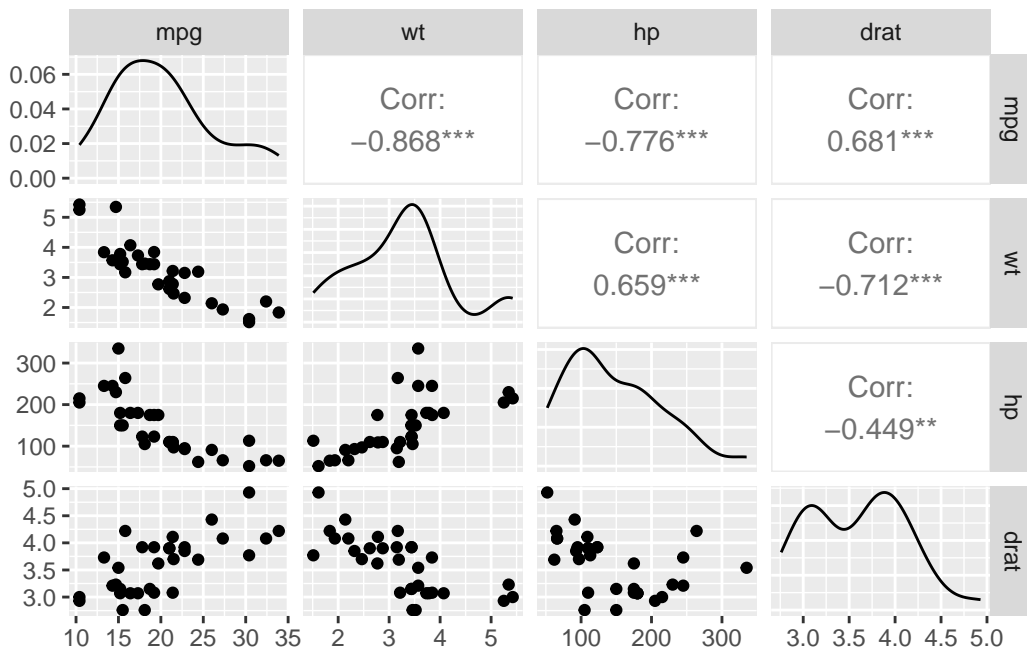 mpg wt hp drat
0.06
0.04
0.02
0.00
Corr:
−0.868***
Corr:
−0.776***
Corr:
0.681***
mpg
5
4
3
2
Corr:
0.659***
Corr:
−0.712***
wt
300
200
100
Corr:
−0.449**
hp
5.0
4.5
4.0
3.5
3.0
drat
10 15 20 25 30 35
2 3 4 5
100 200 300
3.0 3.5 4.0 4.5 5.0